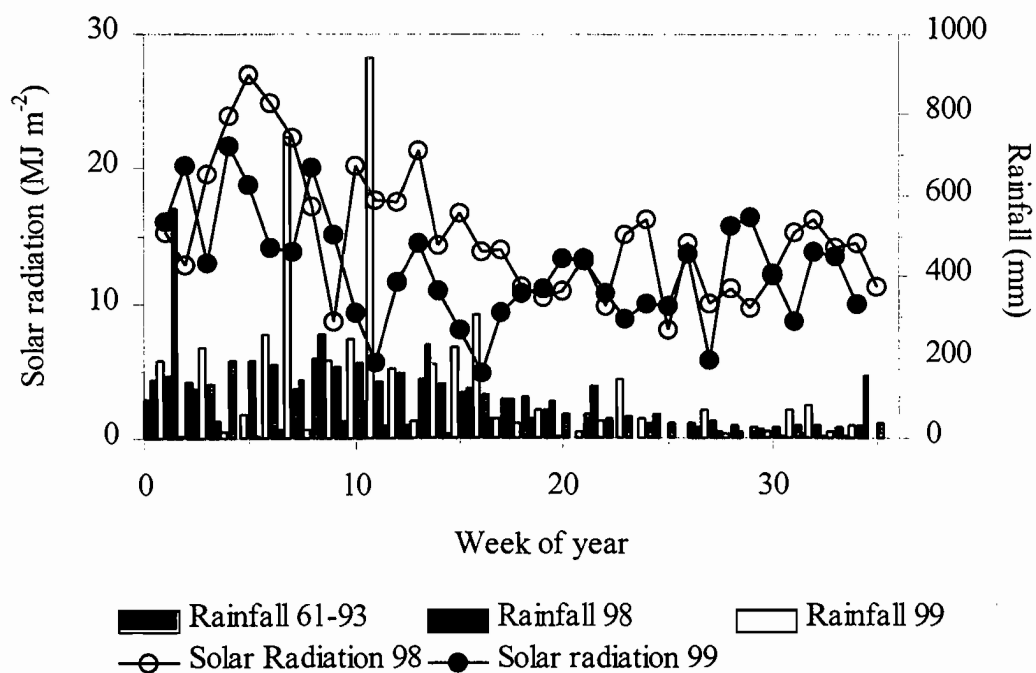 30
20
10
0
Solar radiation (MJ m⁻²)
1000
800
600
400
200
0
Rainfall (mm)
0 10 20 30
Week of year
Rainfall 61-93 Rainfall 98 Rainfall 99
Solar Radiation 98 Solar radiation 99